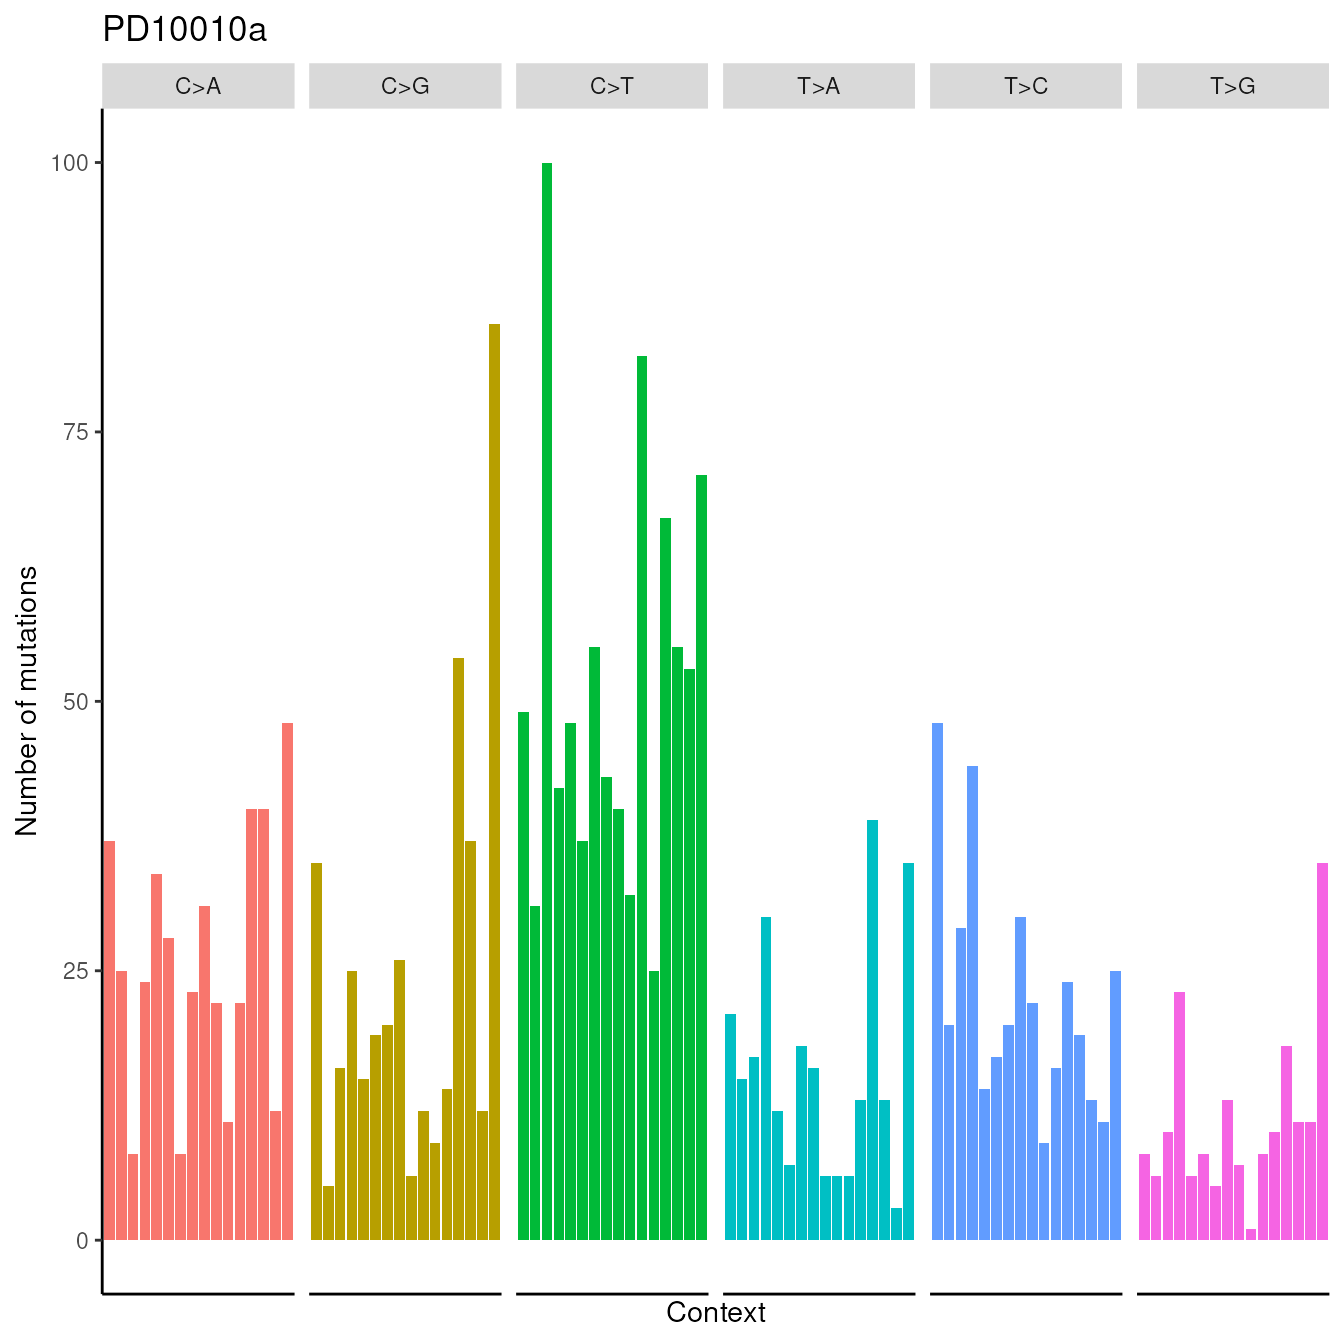 PD10010a
C>A
C>G
C>T
T>A
T>C
T>G
100
75
50
25
0
Number of mutations
Context